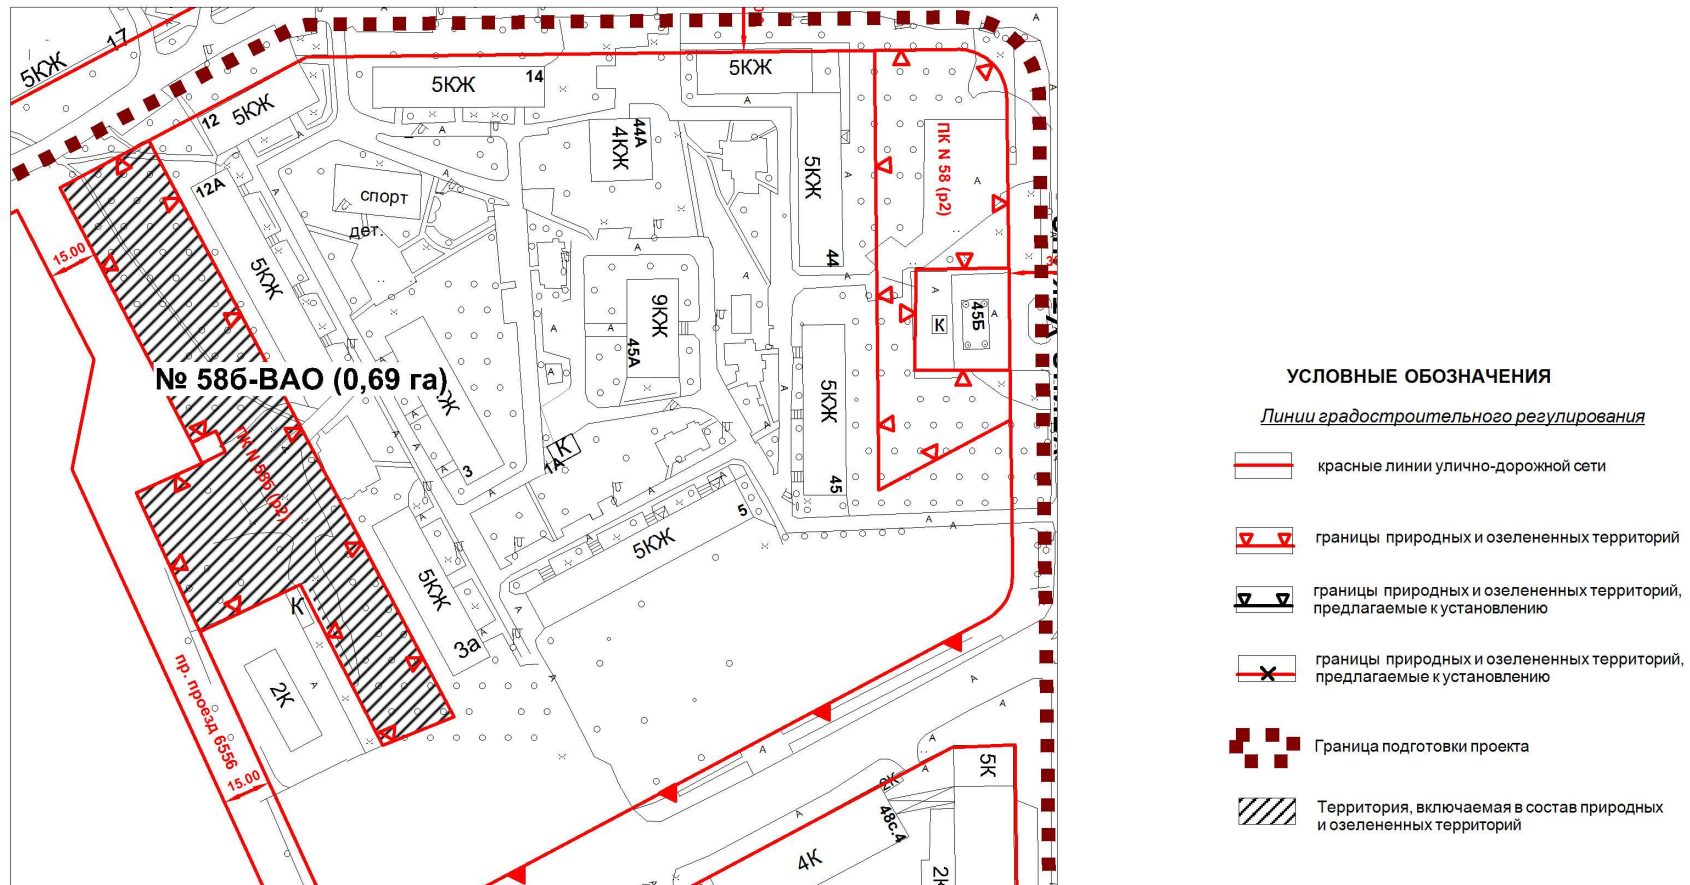 5КЖ
17
5КЖ
12
5КЖ
14
5КЖ
4КЖ
44А
5КЖ
44
ПК N 58 (р2)
12А
спорт
дет.
5КЖ
15.00
9КЖ
45А
45Б
К
№ 586-ВАО (0,69 га)
ПК N 586 (р2)
3
1А
К
5КЖ
45
5
5КЖ
5КЖ
3а
К
2К
пр. проезд 6556
15.00
5К
2К
48с.4
4К
УСЛОВНЫЕ ОБОЗНАЧЕНИЯ
Линии градостроительного регулирования
красные линии улично-дорожной сети
границы природных и озелененных территорий
границы природных и озелененных территорий,
предлагаемые к установлению
границы природных и озелененных территорий,
предлагаемые к установлению
Граница подготовки проекта
Территория, включаемая в состав природных
и озелененных территорий